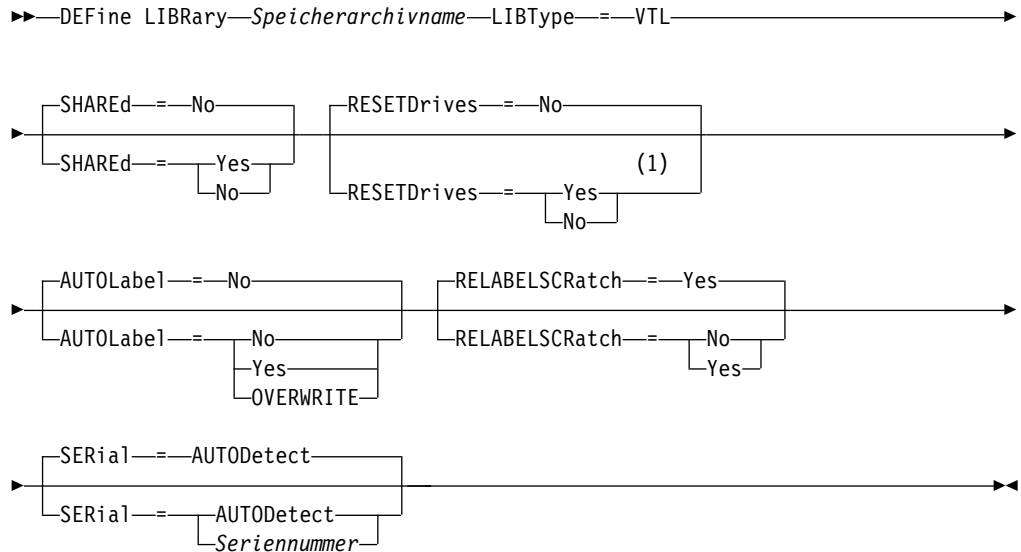 DEFine LIBRary Speicherarchivname LIBType = VTL
SHAREd = No
SHAREd = Yes
No
RESETDrives = No
(1)
RESETDrives = Yes
No
AUTOLabel = No
AUTOLabel = No
Yes
OVERWRITE
RELABELSCRatch = Yes
RELABELSCRatch = No
Yes
SERial = AUTODetect
SERial = AUTODetect
Seriennummer